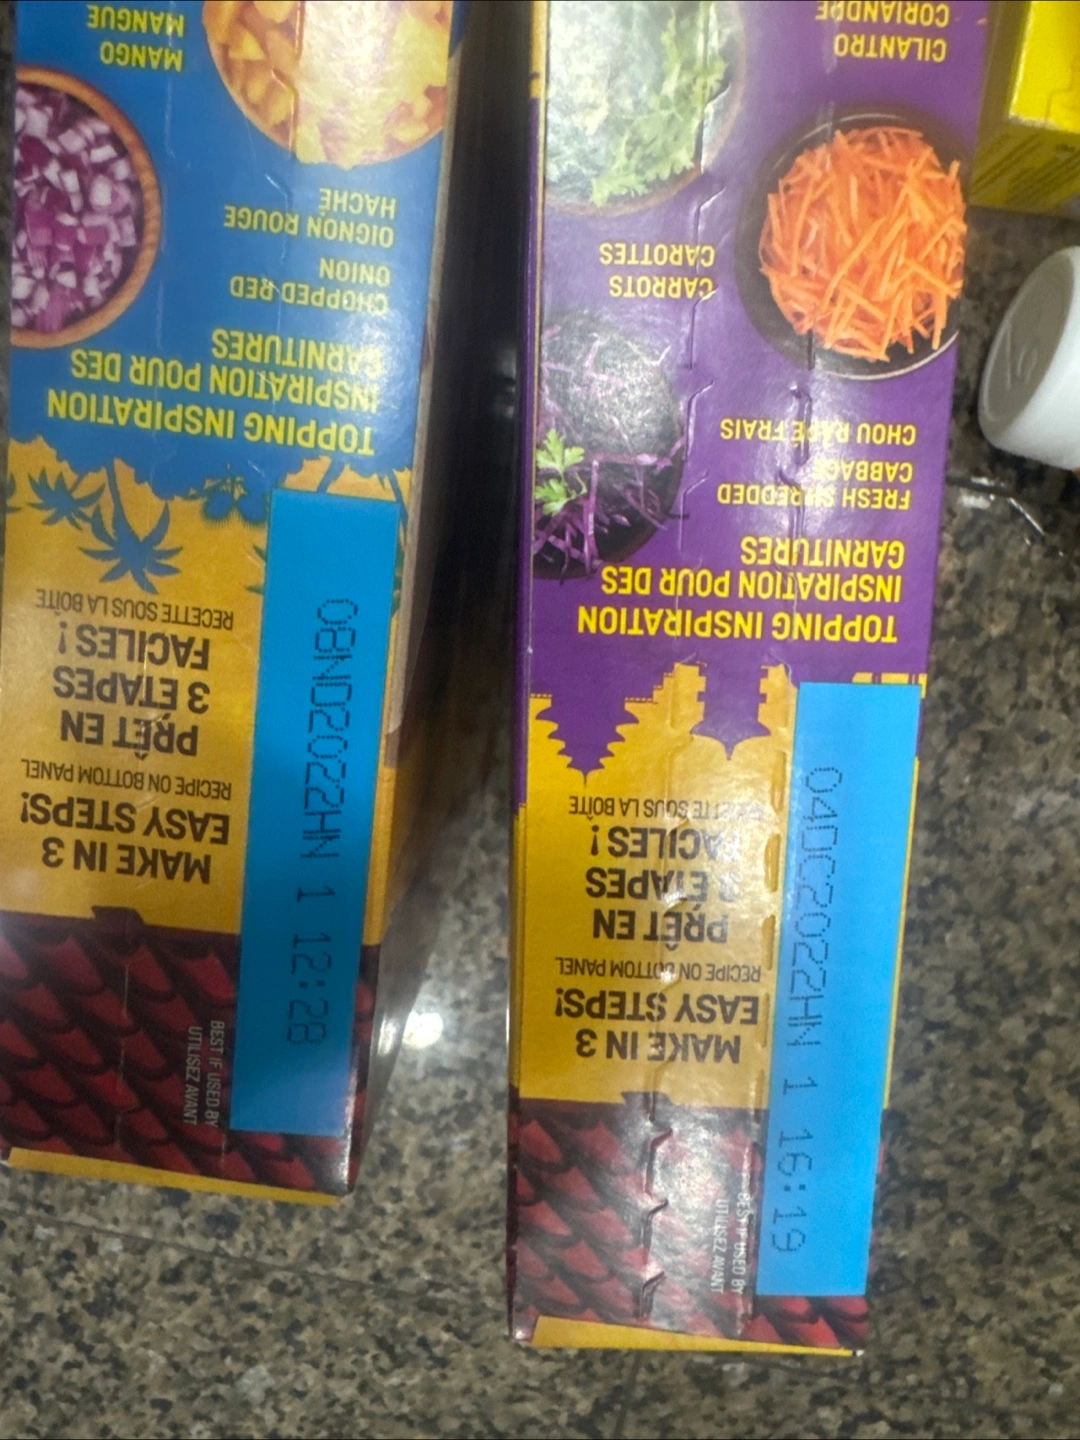 BEST IF USED BY
UTILISEZ AVANT
08NO2022HN 1 12:28
MAKE IN 3
EASY STEPS!
RECIPE ON BOTTOM PANEL
PRÊT EN
3 ÉTAPES
FACILES !
RECETTE SOUS LA BOÎTE
TOPPING INSPIRATION
INSPIRATION POUR DES
GARNITURES
CHOPPED RED
ONION
OIGNON ROUGE
HACHÉ
MANGO
MANGUE
BEST IF USED BY
UTILISEZ AVANT
04OC2022HN 1 16:19
MAKE IN 3
EASY STEPS!
RECIPE ON BOTTOM PANEL
PRÊT EN
3 ÉTAPES
FACILES !
RECETTE SOUS LA BOÎTE
TOPPING INSPIRATION
INSPIRATION POUR DES
GARNITURES
FRESH SHREDDED
CABBAGE
CHOU RÂPÉ FRAIS
CARROTS
CAROTTES
CILANTRO
CORIANDRE